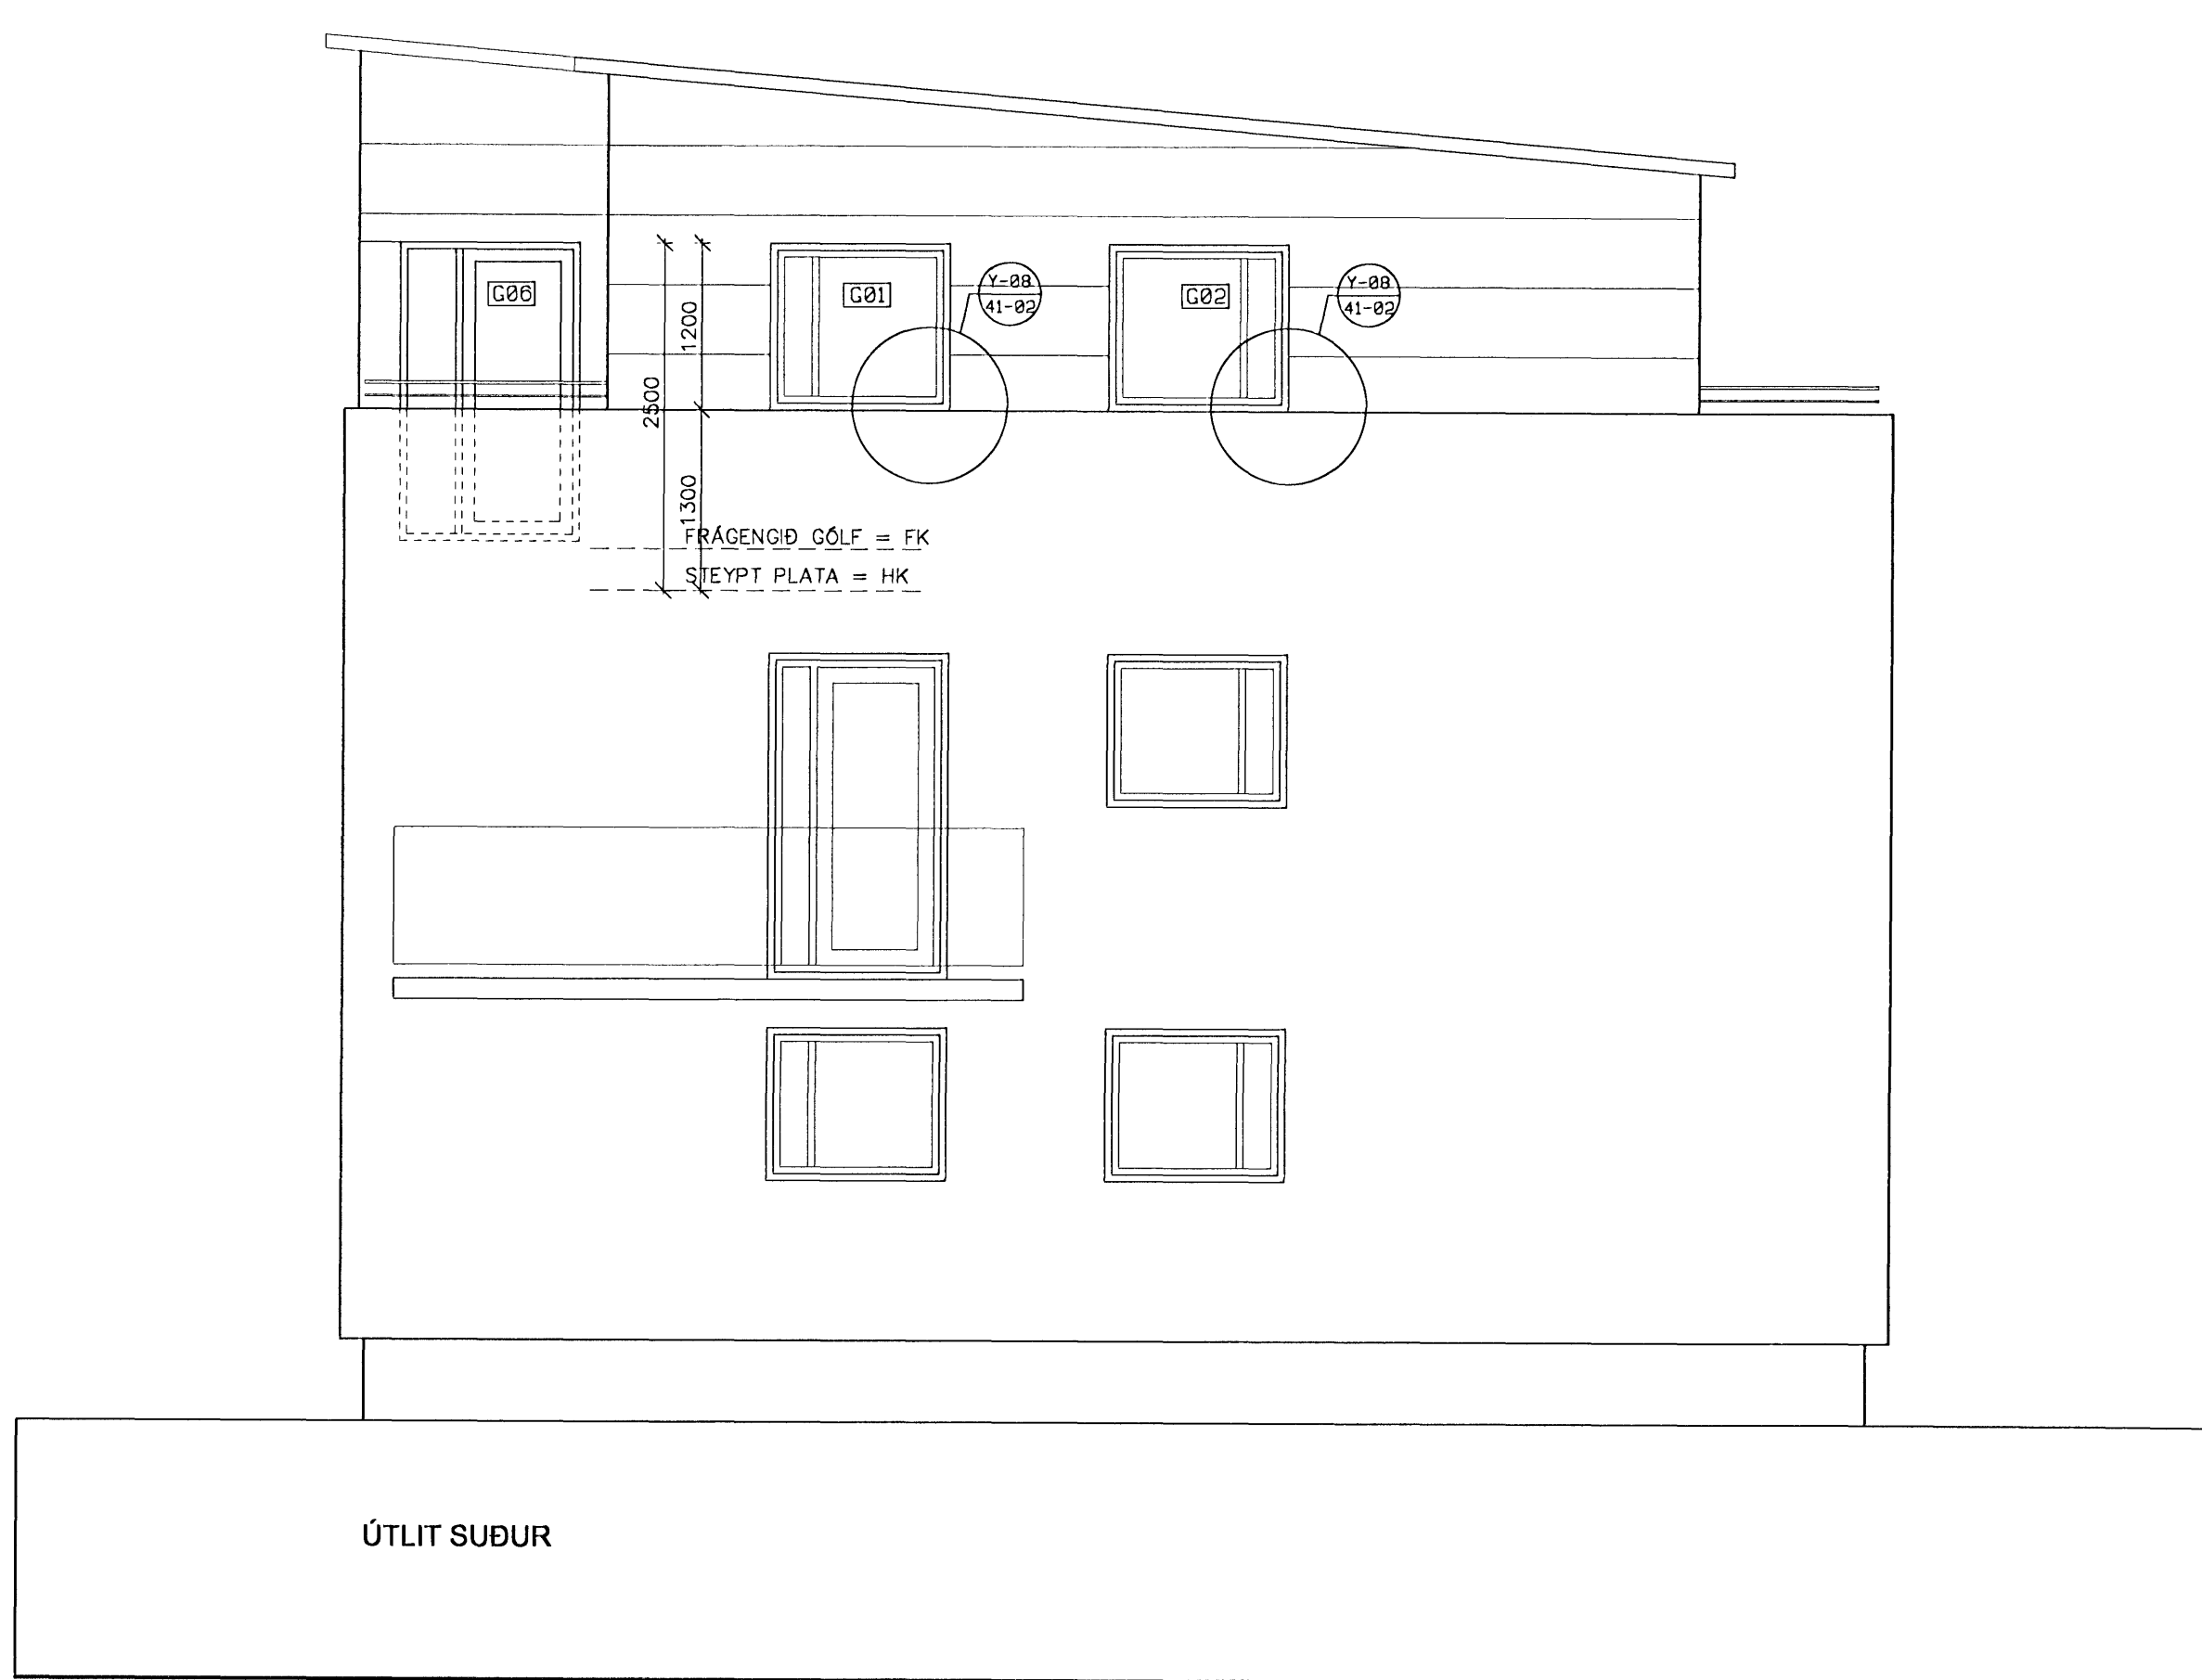 G06
G01
Y-08
41-02
G02
Y-08
41-02
1200
2500
1300
FRÁGENGIÐ GÓLF = FK
STEYPT PLATA = HK
ÚTLIT SUÐUR